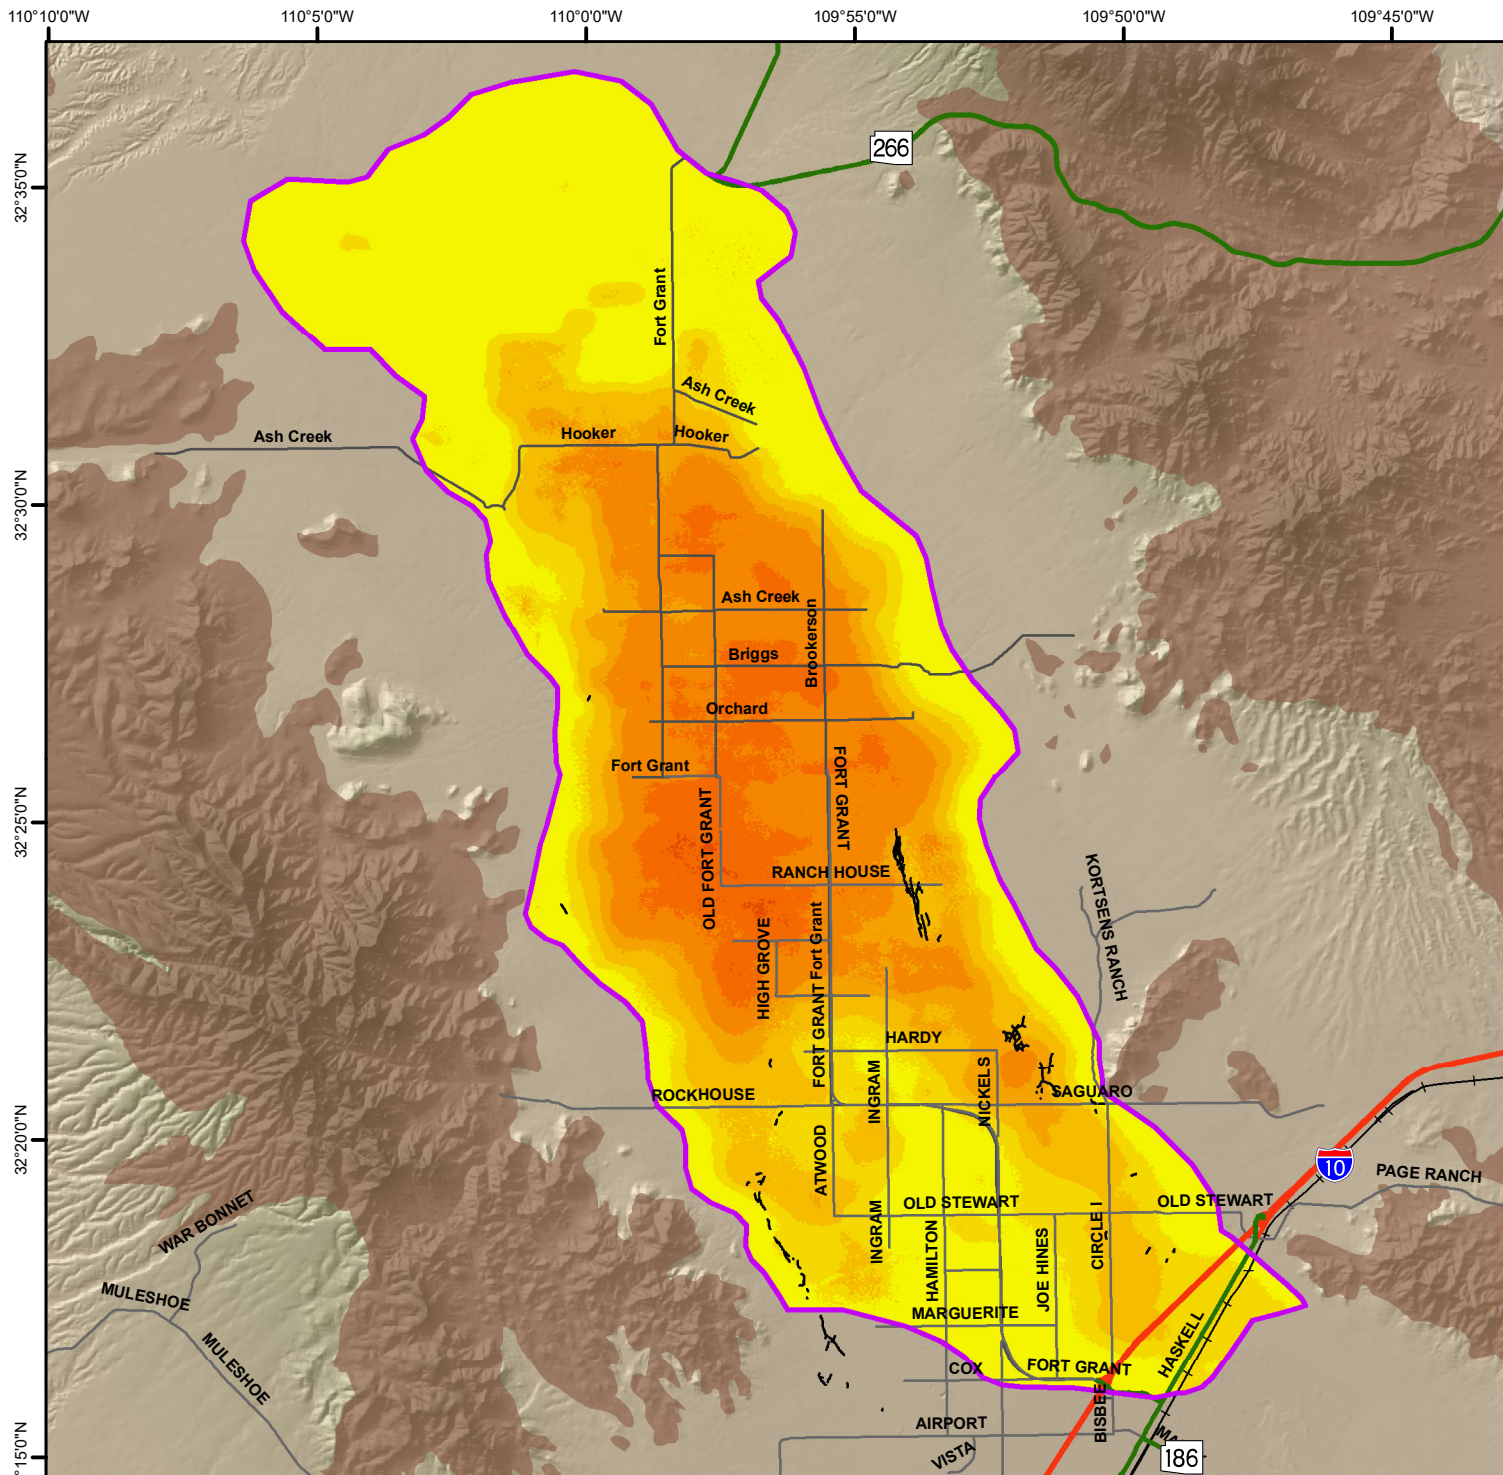 110°10'0"W
110°5'0"W
110°0'0"W
109°55'0"W
109°50'0"W
109°45'0"W
266
32°35'0"N
Fort Grant
Ash Creek
Ash Creek
Hooker
Hooker
32°30'0"N
Ash Creek
Brookerson
Briggs
Orchard
Fort Grant
FORT GRANT
OLD FORT GRANT
32°25'0"N
RANCH HOUSE
KORTSENS RANCH
HIGH GROVE
Fort Grant
FORT GRANT
HARDY
INGRAM
NICKELS
ROCKHOUSE
SAGUARO
32°20'0"N
ATWOOD
10
PAGE RANCH
WAR BONNET
OLD STEWART
OLD STEWART
INGRAM
HAMILTON
JOE HINES
CIRCLE I
MULESHOE
MULESHOE
MARGUERITE
HASKELL
COX
FORT GRANT
BISBEE
AIRPORT
VISTA
186
°15'0"N